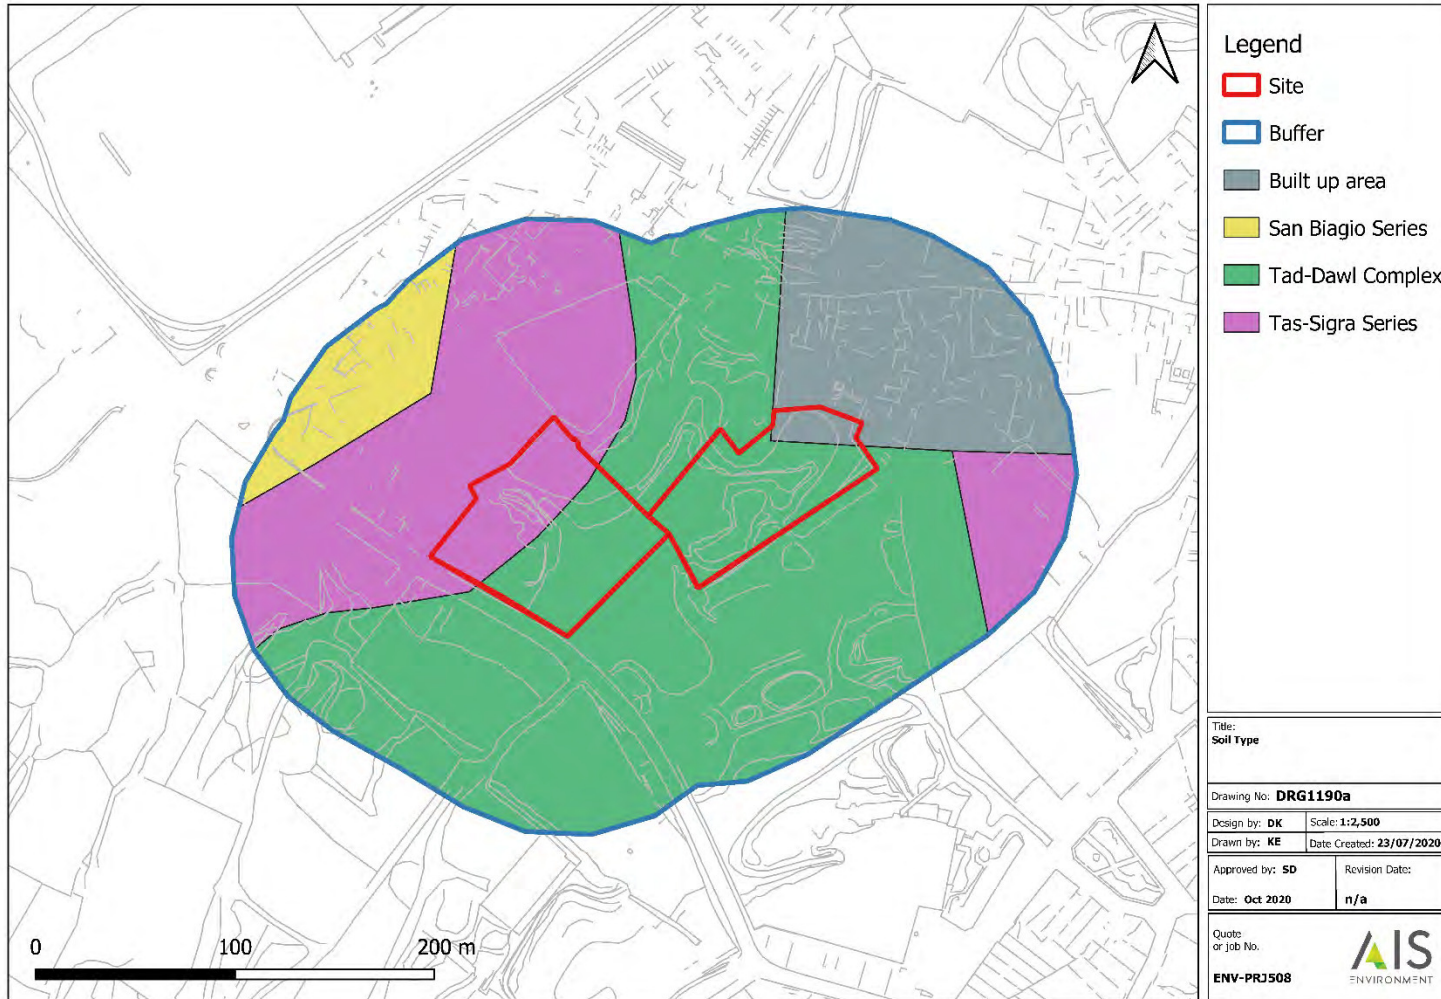 Legend
Site
Buffer
Built up area
San Biagio Series
Tad-Dawl Complex
Tas-Sigra Series
Title:
Soil Type
Drawing No: DRG1190a
Design by: DK
Scale: 1:2,500
Drawn by: KE
Date Created: 23/07/2020
Approved by: SD
Revision Date:
Date: Oct 2020
n/a
Quote
or job No.
ENV-PRJ508
AIS
ENVIRONMENT
0 100 200 m